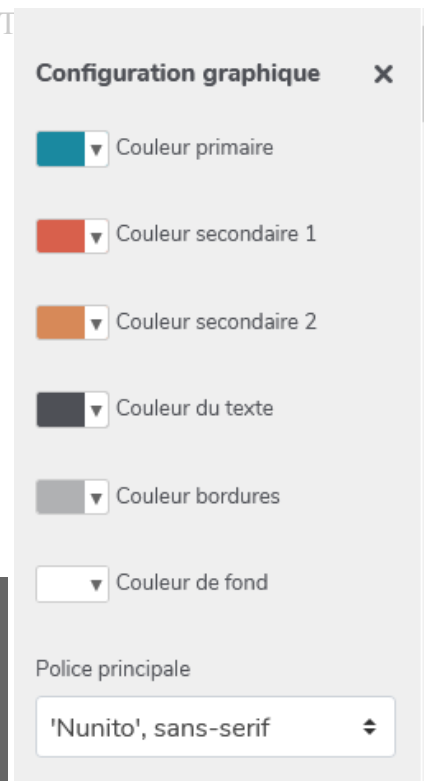 T
Configuration graphique
Couleur primaire
Couleur secondaire 1
Couleur secondaire 2
Couleur du texte
Couleur bordures
Couleur de fond
Police principale
'Nunito', sans-serif